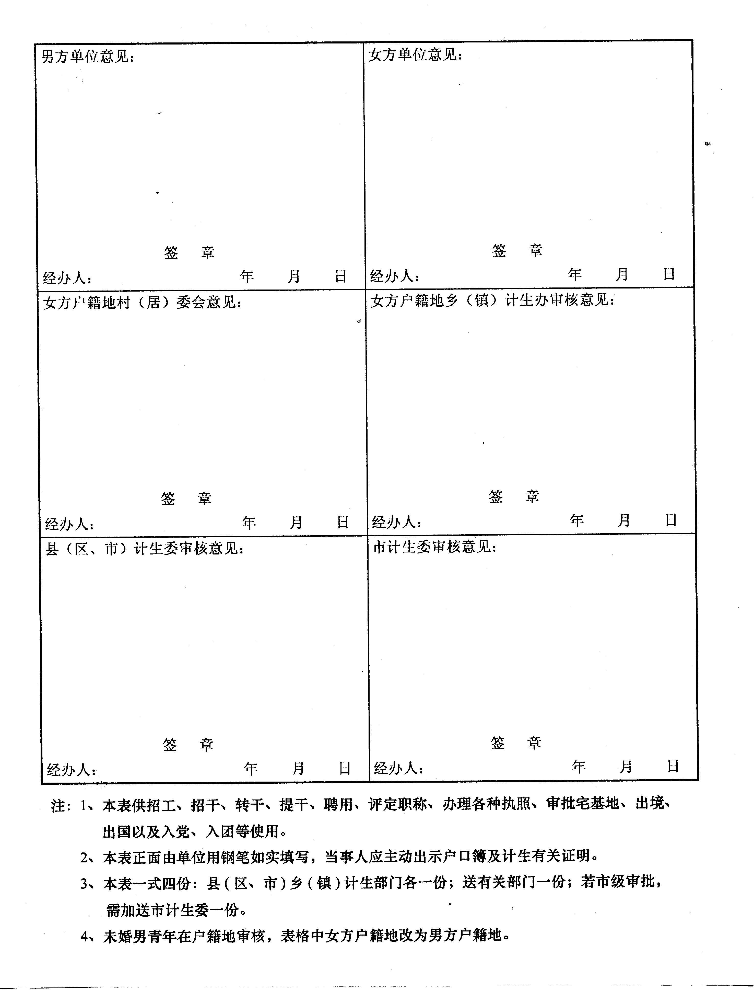 男方单位意见：
签 章
经办人： 年 月 日
女方单位意见：
签 章
经办人： 年 月 日
女方户籍地村（居）委会意见：
签 章
经办人： 年 月 日
女方户籍地乡（镇）计生办审核意见：
签 章
经办人： 年 月 日
县（区、市）计生委审核意见：
签 章
经办人： 年 月 日
市计生委审核意见：
签 章
经办人： 年 月 日
注：1、本表供招工、招干、转干、提干、聘用、评定职称、办理各种执照、审批宅基地、出境、
出国以及入党、入团等使用。
2、本表正面由单位用钢笔如实填写，当事人应主动出示户口簿及计生有关证明。
3、本表一式四份：县(区、市)乡(镇)计生部门各一份；送有关部门一份；若市级审批，
需加送市计生委一份。
4、未婚男青年在户籍地审核，表格中女方户籍地改为男方户籍地。